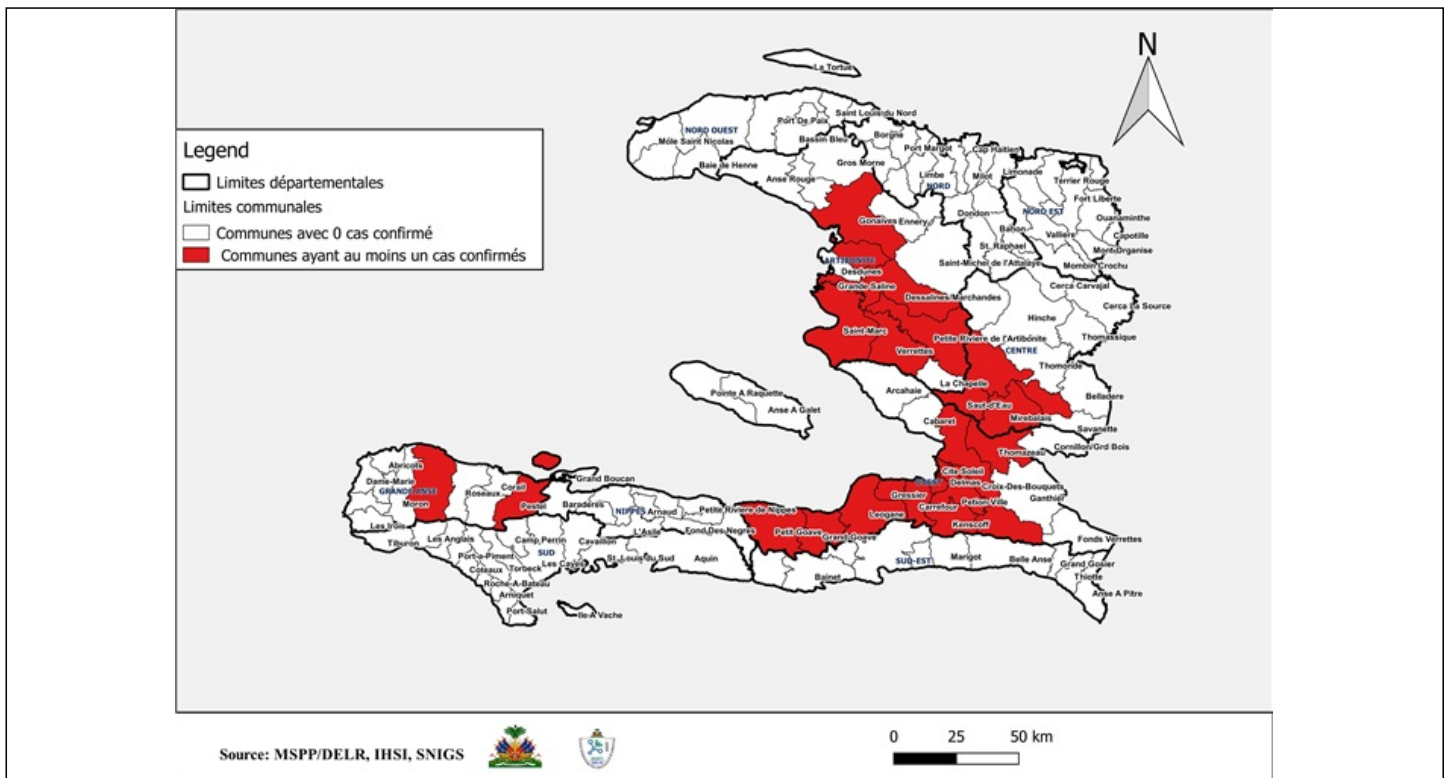 N
La Tortue
Saint Louis du Nord
Port De Paix
NORD OUEST
Môle Saint Nicolas
Bassin Bleu
Borgne
Port Margot
Cap Haitien
Baie de Henne
Gros Morne
Anse Rouge
Limbe
NORD
Milot
Limonade
Terrier Rouge
Fort Liberte
Ouanaminthe
NORD EST
Capotille
Mont-Organise
Valliere
Mombin Crochu
Gonaives
Ennery
Dondon
Bahon
St. Raphael
Saint-Michel de l'Attalaye
Legend
Limites départementales
Limites communales
Communes avec 0 cas confirmé
Communes ayant au moins un cas confirmés
ARTIBONITE
Desdunes
Grande Saline
Dessalines/Marchandes
Cerca Carvajal
Cerca La Source
Hinche
Thomassique
Saint-Marc
Petite Riviere de l'Artibonite
CENTRE
Verrettes
Thomonde
La Chapelle
Belladere
Arcahaie
Saut-d'Eau
Mirebalais
Savanette
Pointe A Raquette
Anse A Galet
Cabaret
Cornillon/Grd Bois
Thomazeau
Cite Soleil
Delmas
Croix-Des-Bouquets
Ganthier
Gressier
Carrefour
Petion Ville
Leogane
Kenscoff
Fonds Verrettes
Abricots
Dame-Marie
GRANDE ANSE
Moron
Roseaux
Corail
Pestel
Grand Boucan
Baraderes
NIPPES
Arnaud
Petite Riviere de Nippes
Petit Goave
Grand Goave
Les Irois
Tiburon
Les Anglais
Camp Perrin
SUD
Cavaillon
L'Asile
Fond Des Negres
Port-a-Piment
Coteaux
Torbeck
Les Cayes
St. Louis du Sud
Aquin
Roche-A-Bateau
Arniquet
Port-Salut
Ile A Vache
Bainet
SUD-EST
Marigot
Belle Anse
Grand Gosier
Thiotte
Anse A Pitre
Source: MSPP/DELR, IHSI, SNIGS
0 25 50 km